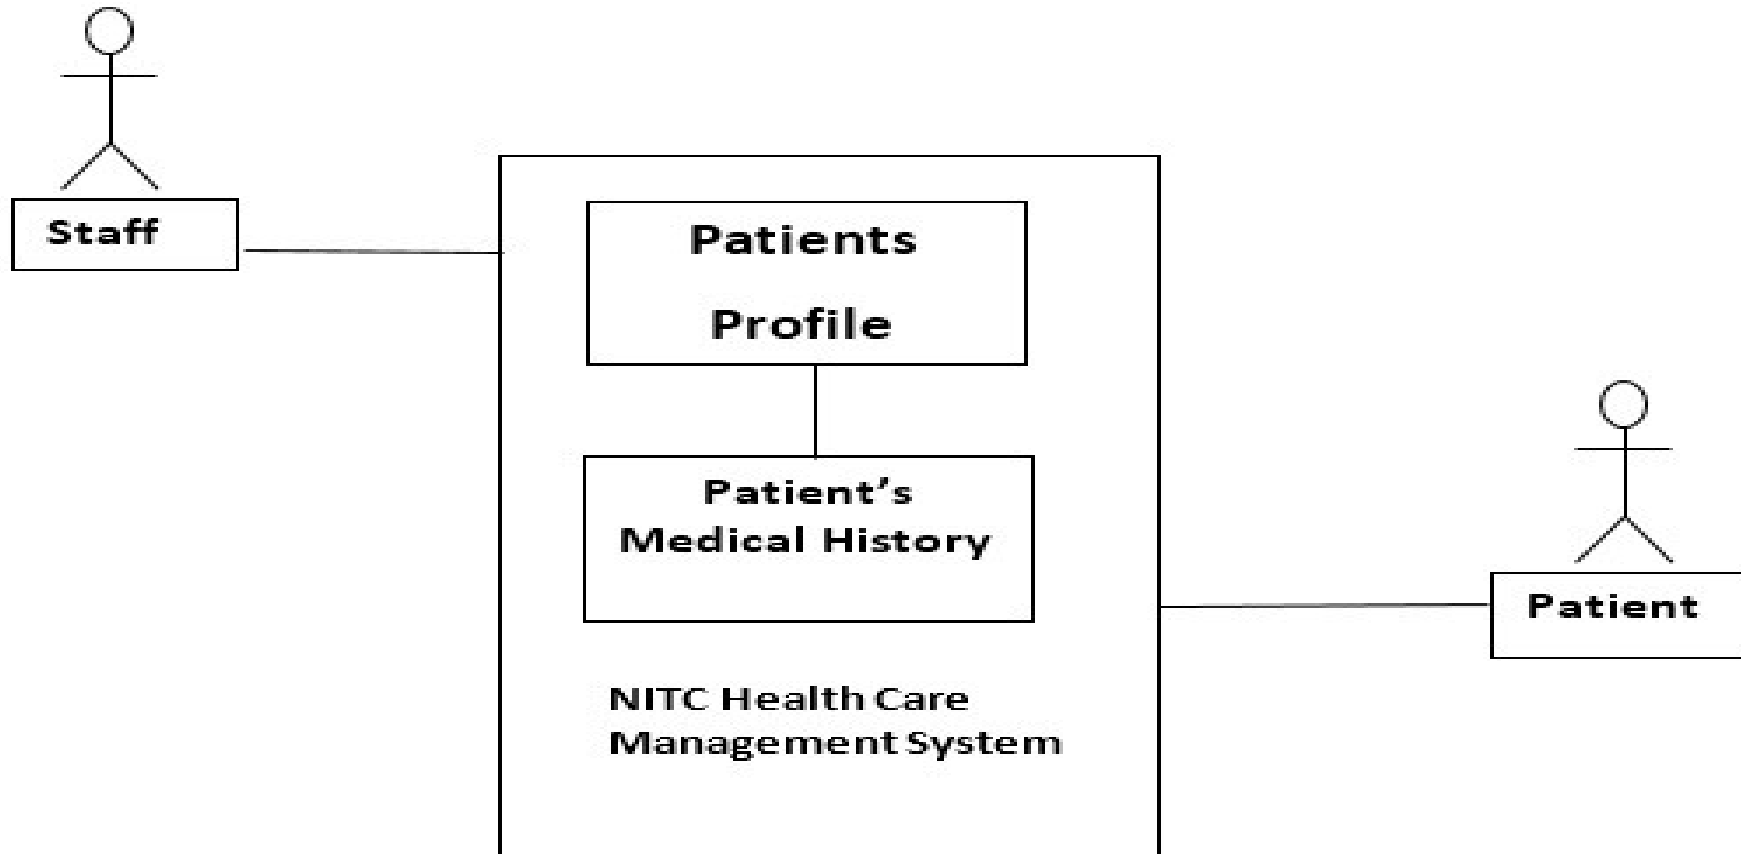 Staff
Patients
Profile
Patient’s
Medical History
Patient
NITC Health Care
Management System